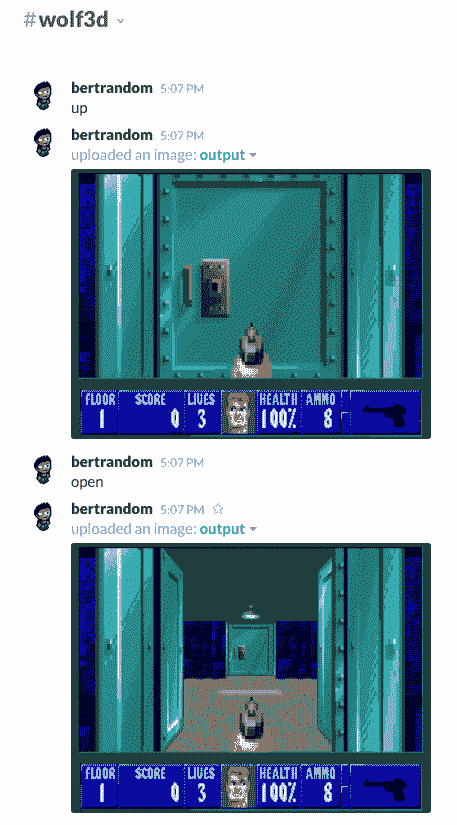 #wolf3d
bertrandom 5:07 PM
up
bertrandom 5:07 PM
uploaded an image: output
FLOOR SCORE LIVES HEALTH AMMO
1 0 3 100% 8
bertrandom 5:07 PM
open
bertrandom 5:07 PM
uploaded an image: output
FLOOR SCORE LIVES HEALTH AMMO
1 0 3 100% 8